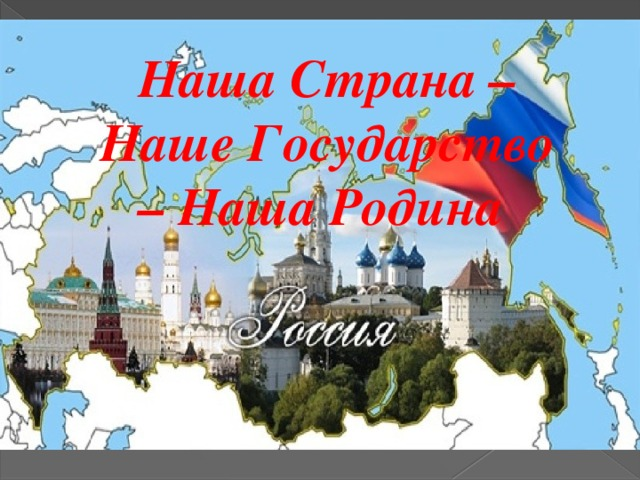 Наша Страна –
Наше Государство
– Наша Родина
Россия